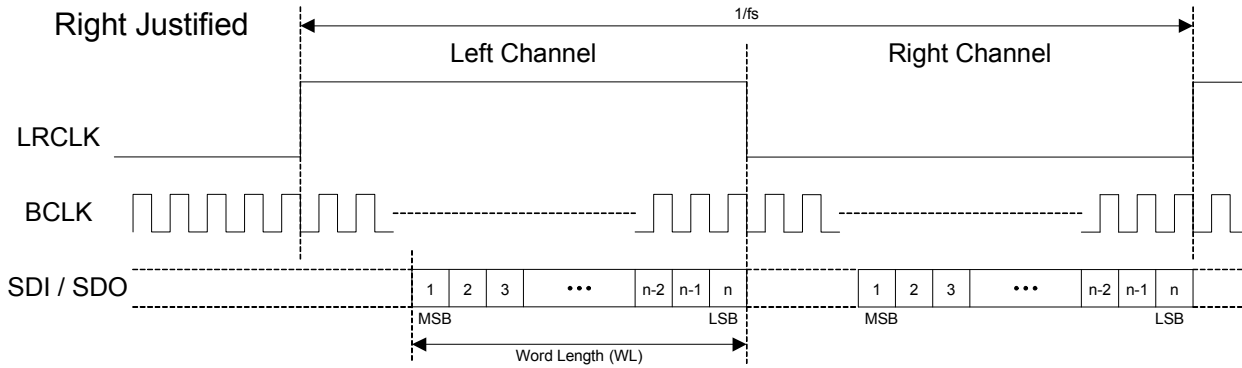 Right Justified
1/fs
Left Channel Right Channel
LRCLK
BCLK
SDI / SDO
1 2 3 ••• n-2 n-1 n 1 2 3 ••• n-2 n-1 n
MSB LSB MSB LSB
Word Length (WL)